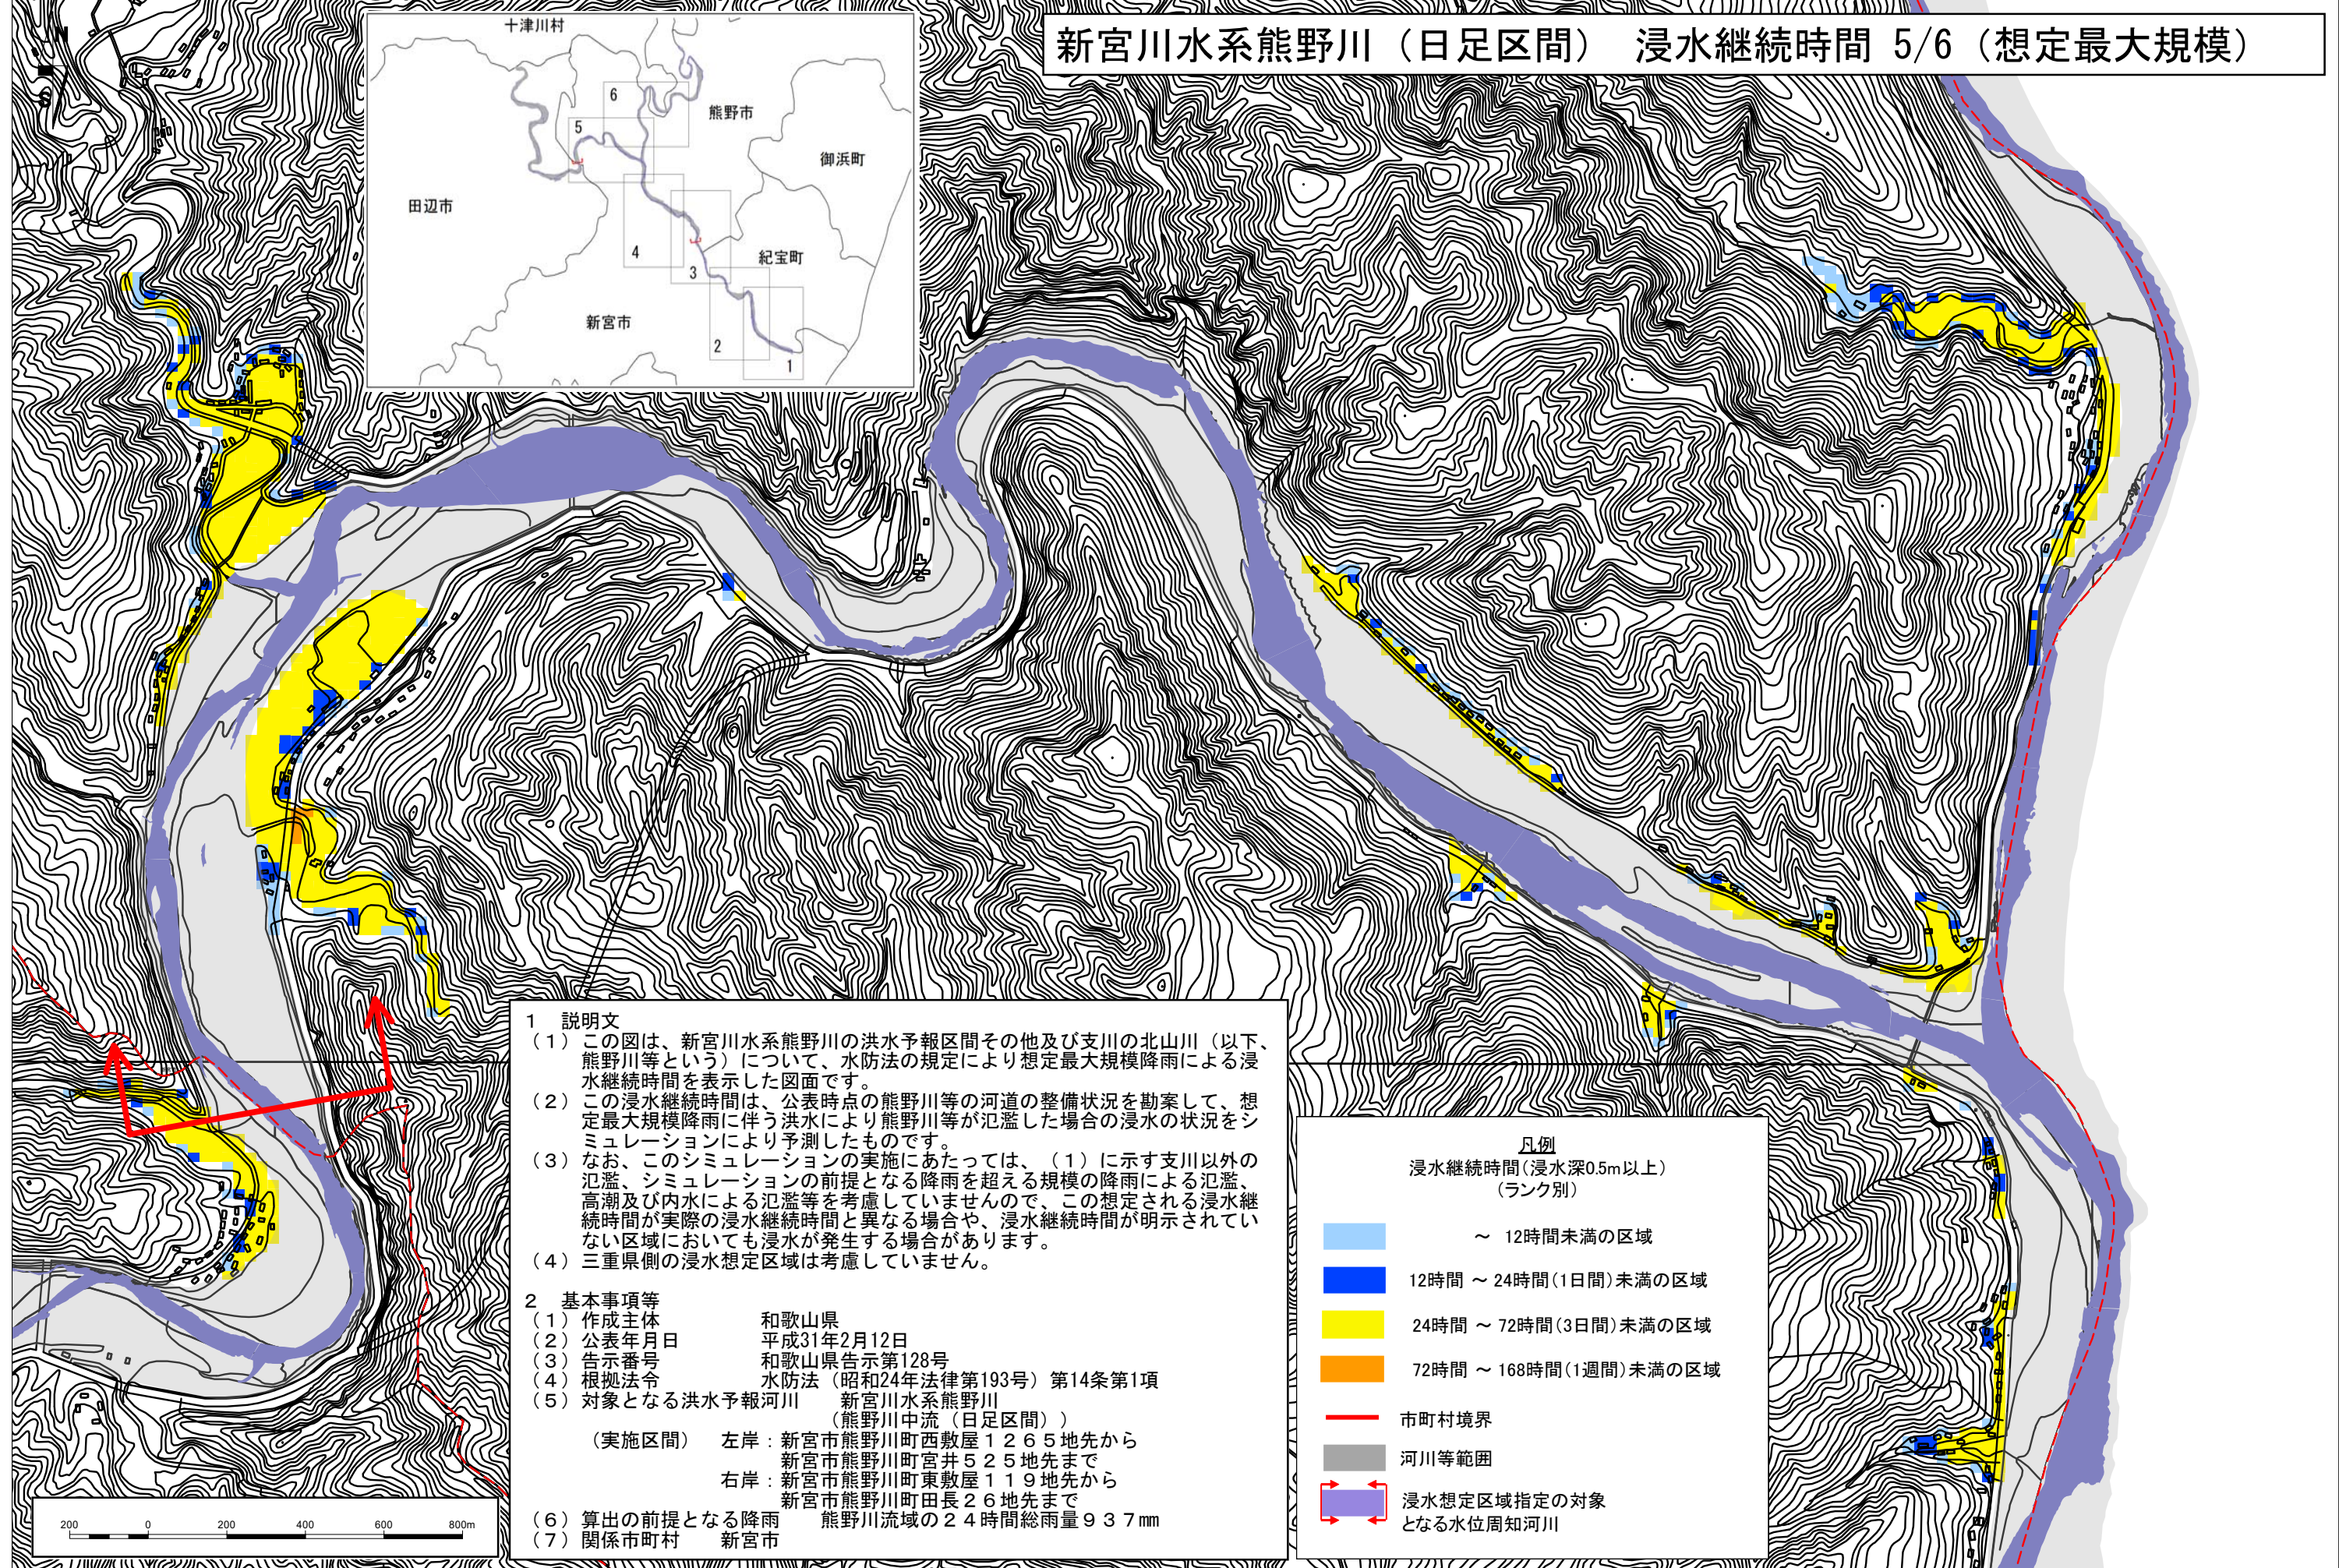 新宮川水系熊野川（日足区間）　浸水継続時間 5/6（想定最大規模）
N
S
十津川村
6
熊野市
5
御浜町
田辺市
4
紀宝町
3
新宮市
2
1
1　説明文
（1）この図は、新宮川水系熊野川の洪水予報区間その他及び支川の北山川（以下、
熊野川等という）について、水防法の規定により想定最大規模降雨による浸
水継続時間を表示した図面です。
（2）この浸水継続時間は、公表時点の熊野川等の河道の整備状況を勘案して、想
定最大規模降雨に伴う洪水により熊野川等が氾濫した場合の浸水の状況をシ
ミュレーションにより予測したものです。
（3）なお、このシミュレーションの実施にあたっては、（1）に示す支川以外の
氾濫、シミュレーションの前提となる降雨を超える規模の降雨による氾濫、
高潮及び内水による氾濫等を考慮していませんので、この想定される浸水継
続時間が実際の浸水継続時間と異なる場合や、浸水継続時間が明示されてい
ない区域においても浸水が発生する場合があります。
（4）三重県側の浸水想定区域は考慮していません。
2　基本事項等
（1）作成主体　和歌山県
（2）公表年月日　平成31年2月12日
（3）告示番号　和歌山県告示第128号
（4）根拠法令　水防法（昭和24年法律第193号）第14条第1項
（5）対象となる洪水予報河川　新宮川水系熊野川
（熊野川中流（日足区間））
（実施区間）　左岸：新宮市熊野川町西敷屋１２６５地先から
新宮市熊野川町宮井５２５地先まで
右岸：新宮市熊野川町東敷屋１１９地先から
新宮市熊野川町田長２６地先まで
（6）算出の前提となる降雨　熊野川流域の２４時間総雨量９３７㎜
（7）関係市町村　新宮市
凡例
浸水継続時間(浸水深0.5m以上)
(ランク別)
～ 12時間未満の区域
12時間 ～ 24時間(1日間)未満の区域
24時間 ～ 72時間(3日間)未満の区域
72時間 ～ 168時間(1週間)未満の区域
市町村境界
河川等範囲
浸水想定区域指定の対象
となる水位周知河川
200 0 200 400 600 800m